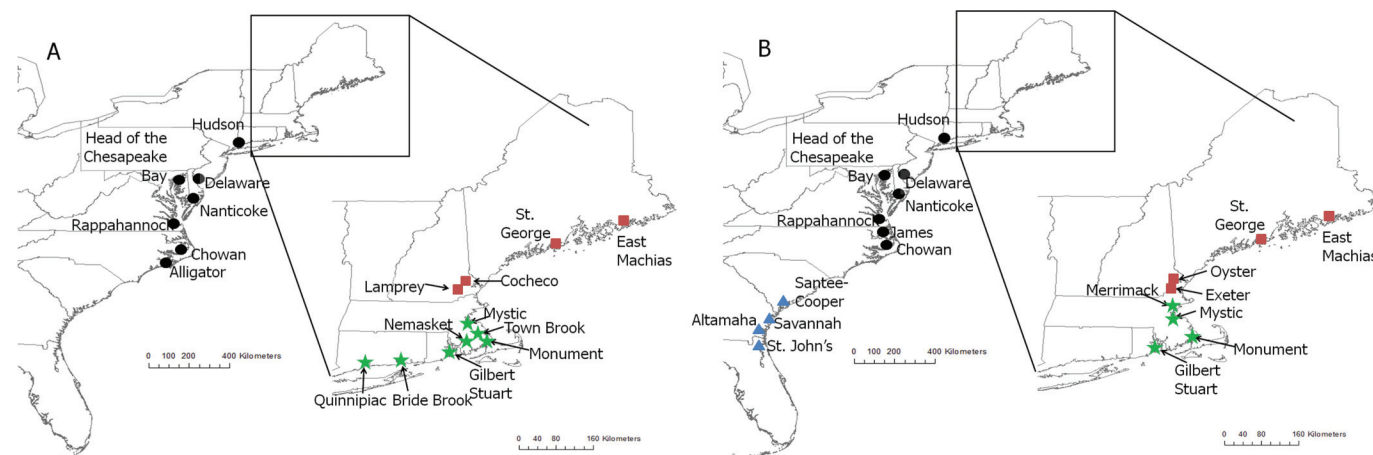 A
Hudson
Head of the
Chesapeake
Bay
Delaware
Nanticoke
Rappahannock
Chowan
Alligator
0 100 200 400 Kilometers
St.
George
East
Machias
Lamprey
Cocheco
Mystic
Nemasket
Town Brook
Monument
Gilbert
Stuart
Quinnipiac
Bride Brook
0 40 80 160 Kilometers
B
Hudson
Head of the
Chesapeake
Bay
Delaware
Nanticoke
Rappahannock
James
Chowan
Santee-
Cooper
Altamaha
Savannah
St. John's
0 100 200 400 Kilometers
St.
George
East
Machias
Oyster
Merrimack
Exeter
Mystic
Monument
Gilbert
Stuart
0 40 80 160 Kilometers